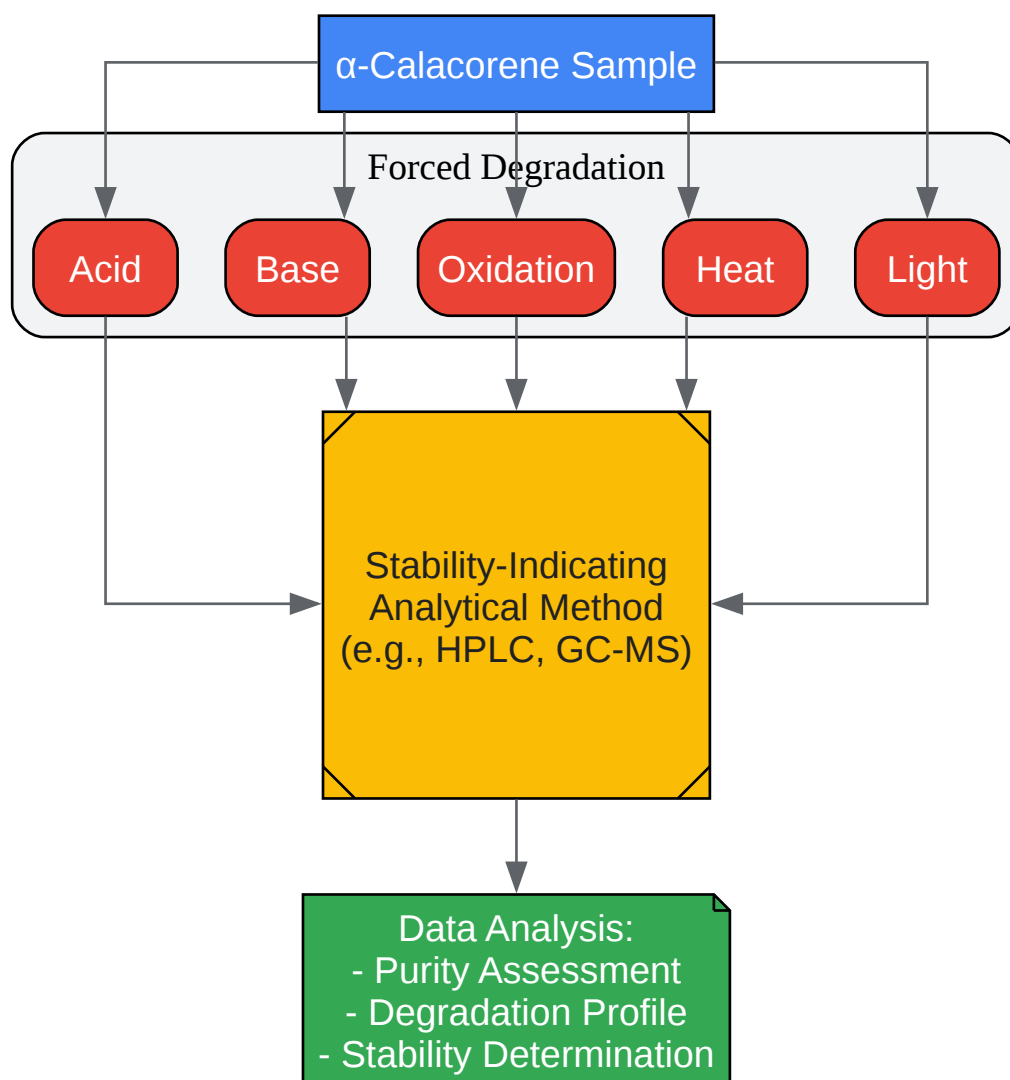 α-Calacorene Sample
Forced Degradation
Acid
Base
Oxidation
Heat
Light
Stability-Indicating
Analytical Method
(e.g., HPLC, GC-MS)
Data Analysis:
- Purity Assessment
- Degradation Profile
- Stability Determination